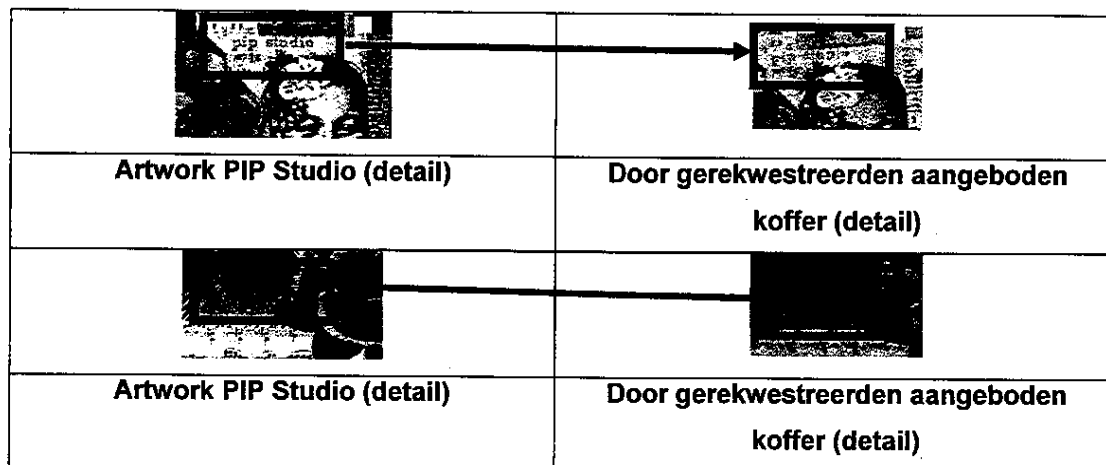 pip studio
Artwork PIP Studio (detail)
Door gerekwestreerden aangeboden
koffer (detail)
Artwork PIP Studio (detail)
Door gerekwestreerden aangeboden
koffer (detail)